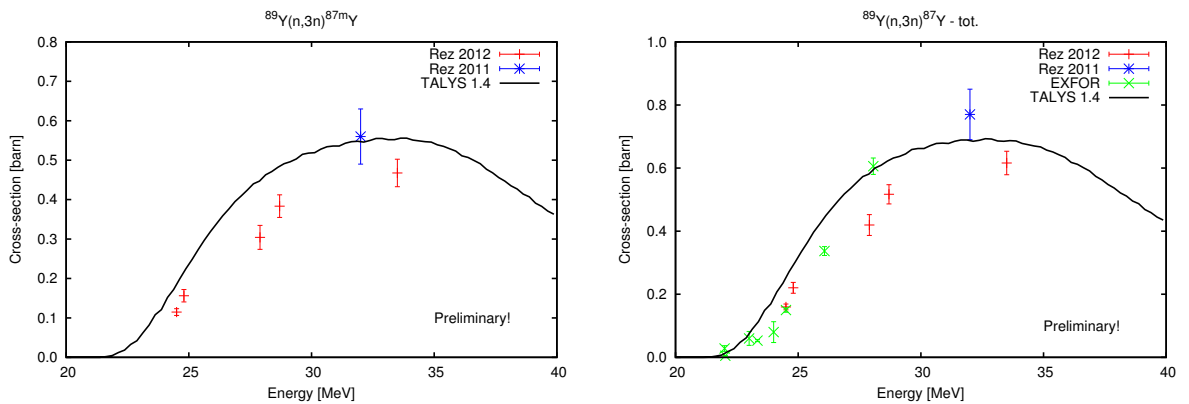 ⁸⁹Y(n,3n)⁸⁷ᵐY
0.8
0.7
0.6
0.5
0.4
0.3
0.2
0.1
0.0
Cross-section [barn]
Rez 2012
Rez 2011
TALYS 1.4
Preliminary!
20 25 30 35 40
Energy [MeV]
⁸⁹Y(n,3n)⁸⁷Y - tot.
1.0
0.8
0.6
0.4
0.2
0.0
Cross-section [barn]
Rez 2012
Rez 2011
EXFOR
TALYS 1.4
Preliminary!
20 25 30 35 40
Energy [MeV]